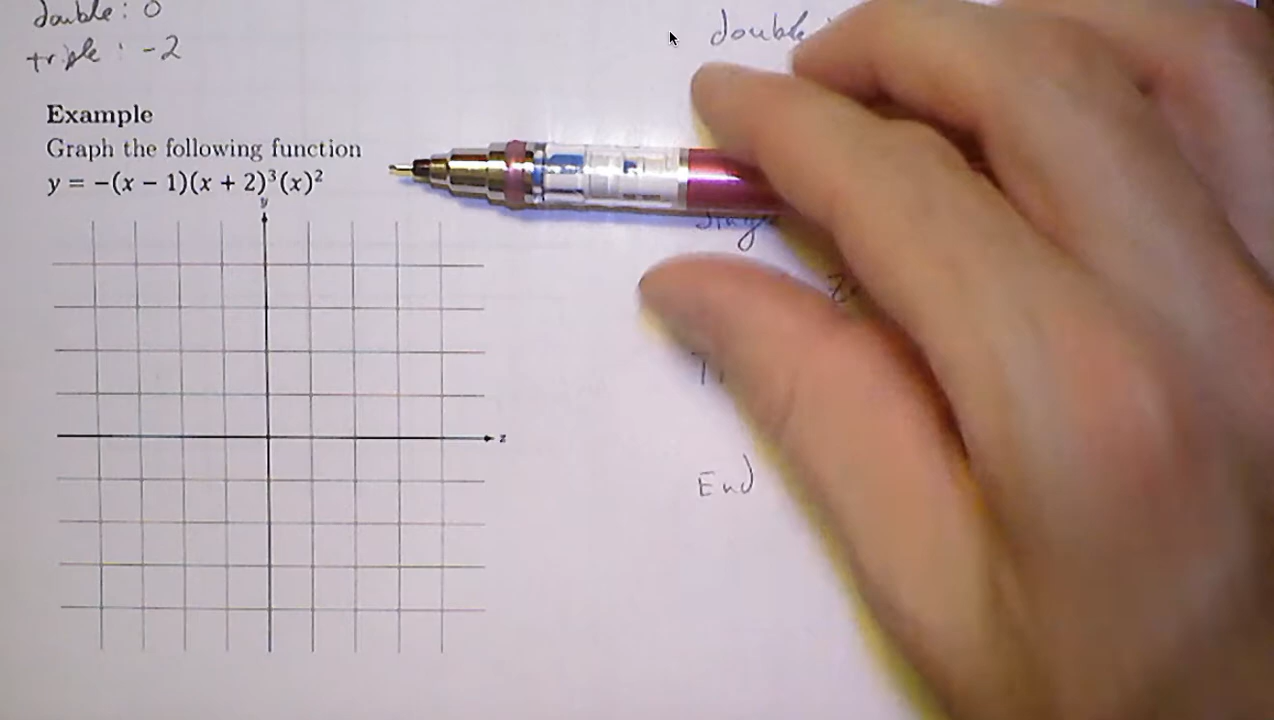 double: 0
triple: -2
double
Example
Graph the following function
y = −(x − 1)(x + 2)³(x)²
y
x
End